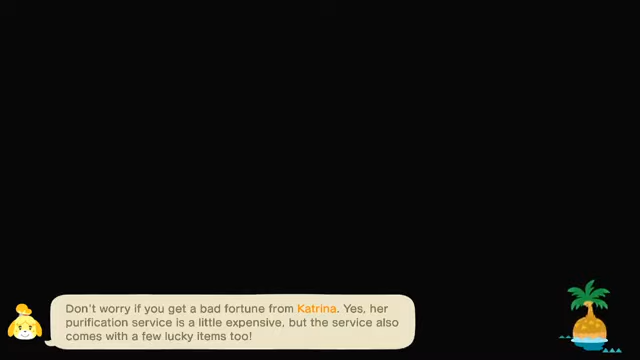 Don't worry if you get a bad fortune from Katrina. Yes, her
purification service is a little expensive, but the service also
comes with a few lucky items too!